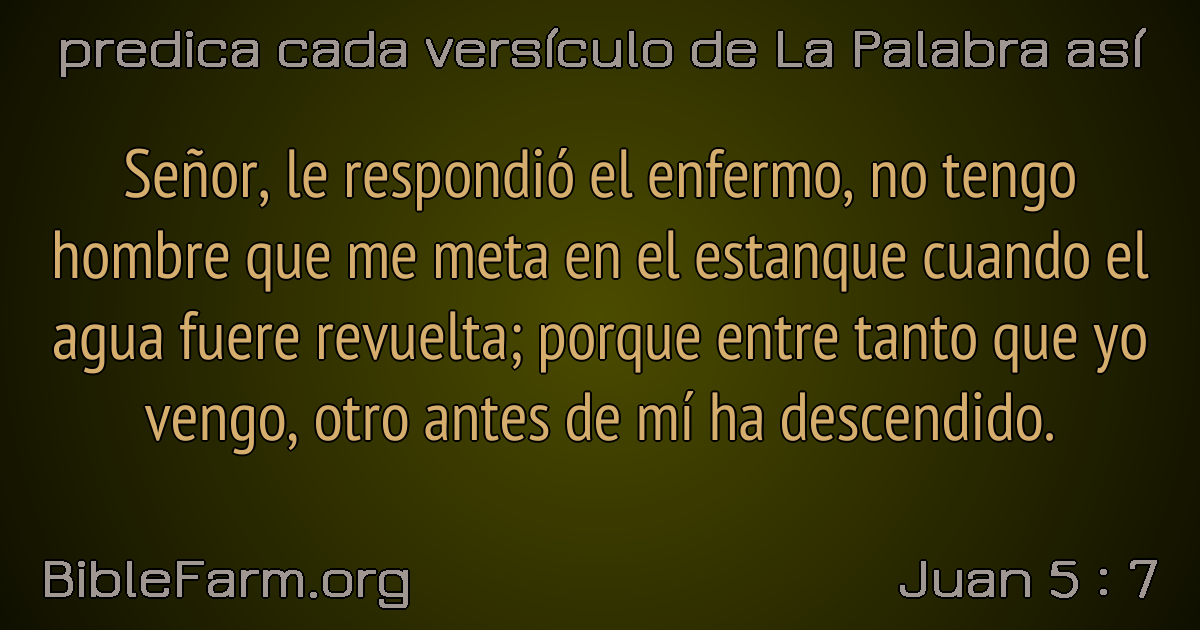 predica cada versículo de La Palabra así
Señor, le respondió el enfermo, no tengo
hombre que me meta en el estanque cuando el
agua fuere revuelta; porque entre tanto que yo
vengo, otro antes de mí ha descendido.
BibleFarm.org
Juan 5 : 7